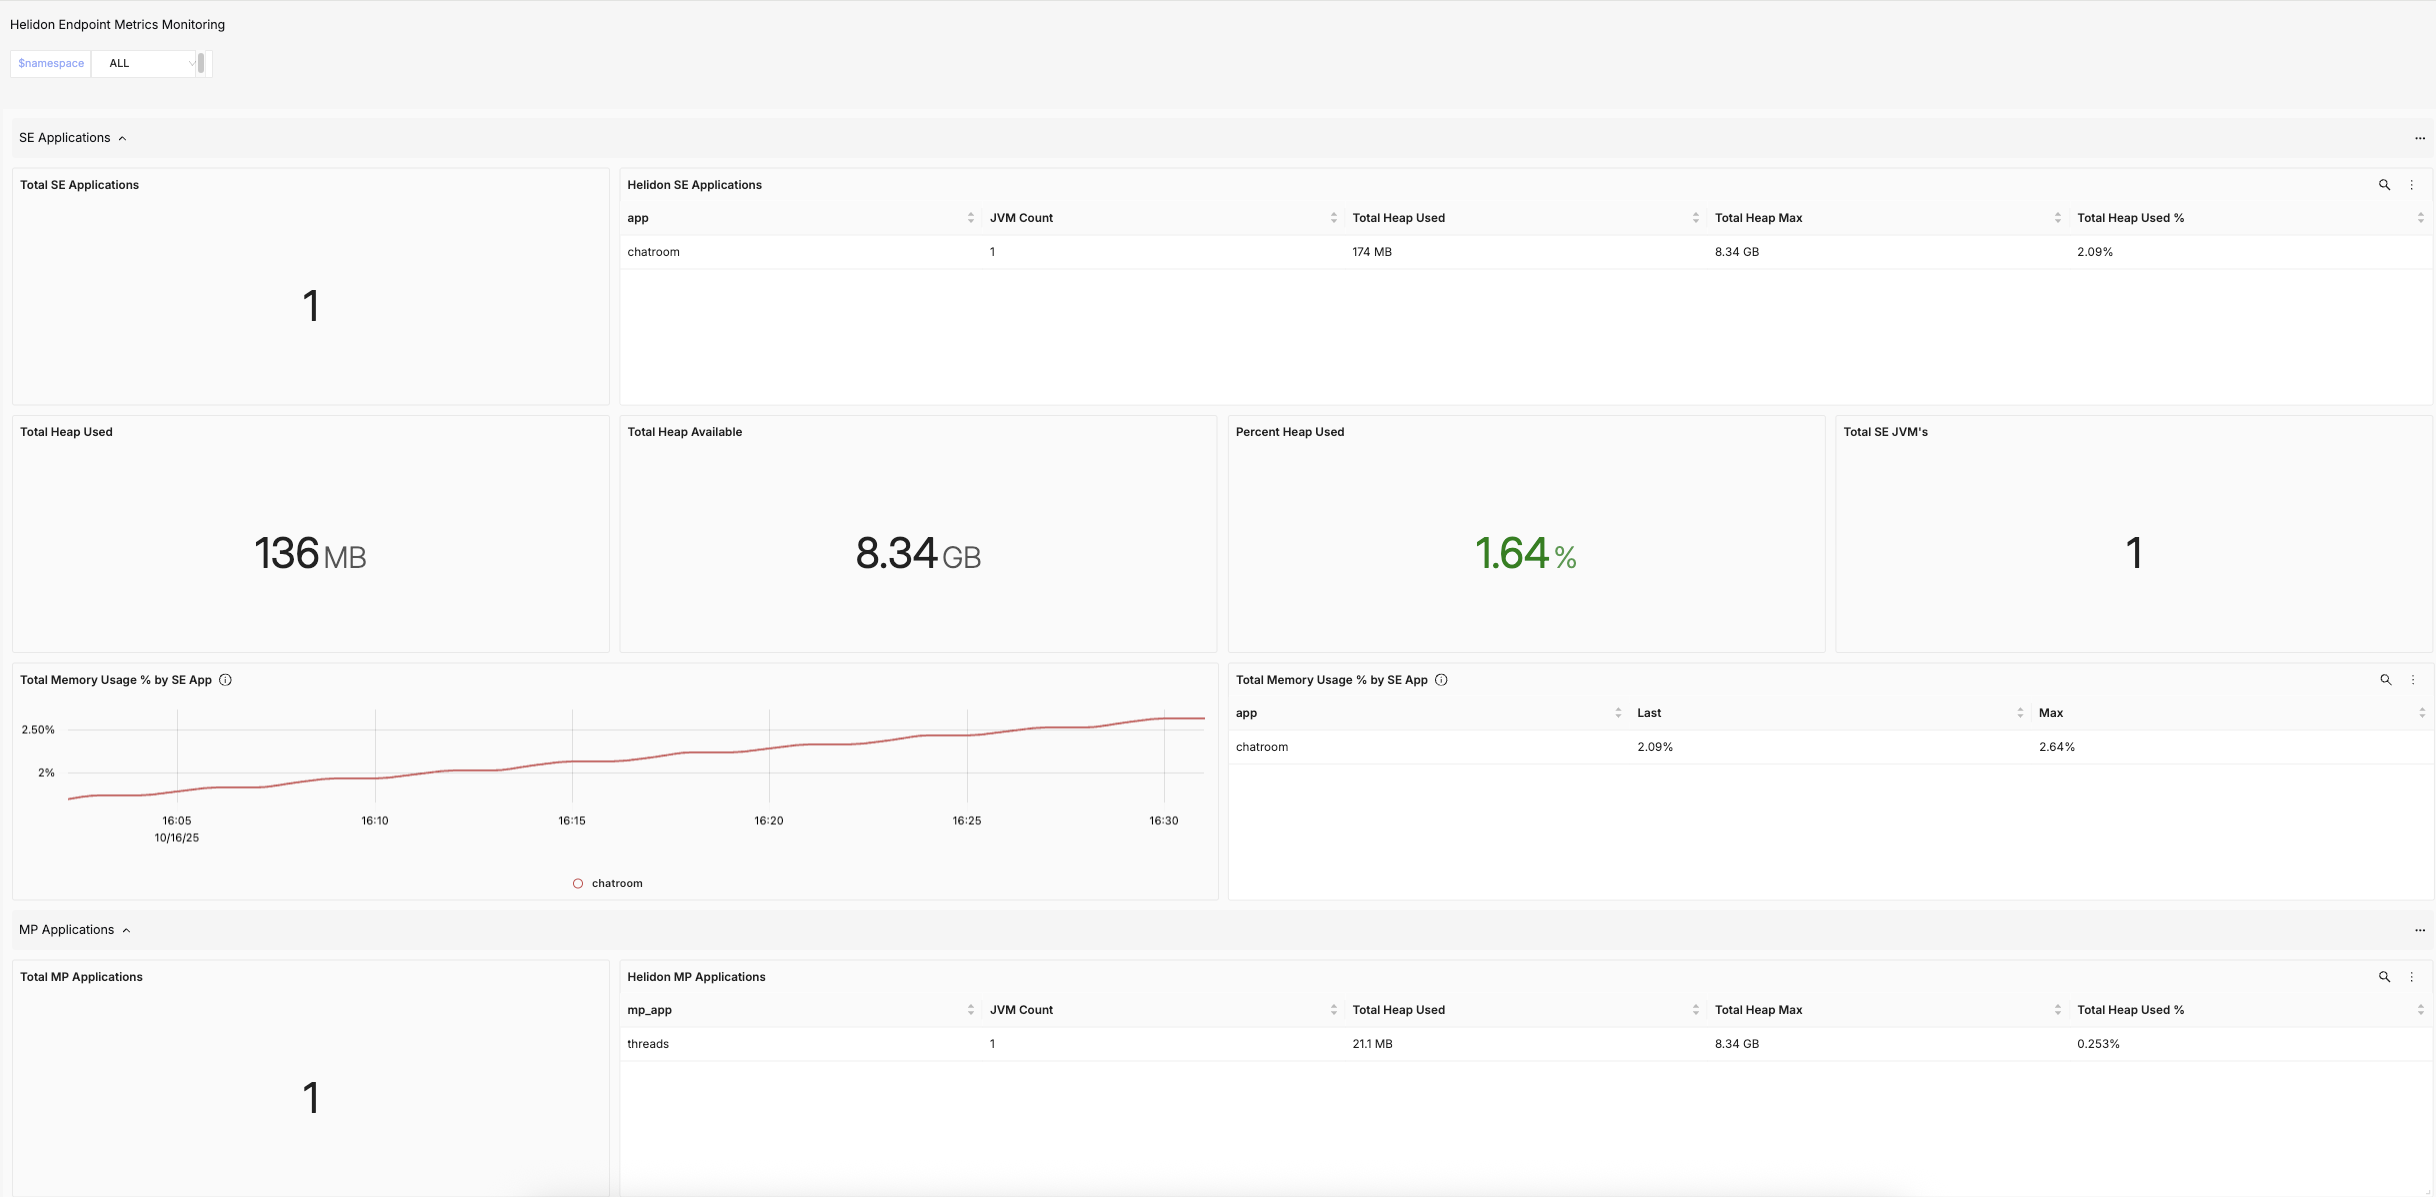 Helidon Endpoint Metrics Monitoring
$namespace ALL
SE Applications
Total SE Applications
1
Helidon SE Applications
app JVM Count Total Heap Used Total Heap Max Total Heap Used %
chatroom 1 174 MB 8.34 GB 2.09%
Total Heap Used
136 MB
Total Heap Available
8.34 GB
Percent Heap Used
1.64 %
Total SE JVM's
1
Total Memory Usage % by SE App
2.50%
2%
16:05 16:10 16:15 16:20 16:25 16:30
10/16/25
chatroom
Total Memory Usage % by SE App
app Last Max
chatroom 2.09% 2.64%
MP Applications
Total MP Applications
1
Helidon MP Applications
mp_app JVM Count Total Heap Used Total Heap Max Total Heap Used %
threads 1 21.1 MB 8.34 GB 0.253%